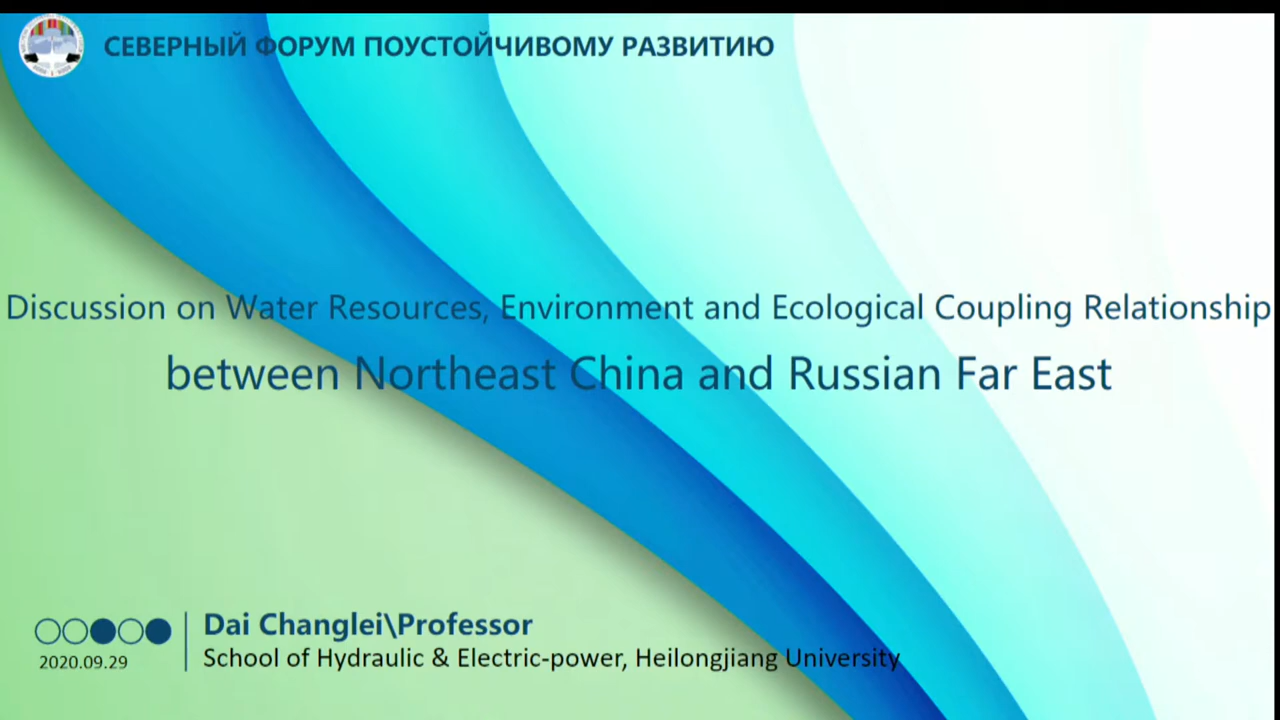 СЕВЕРНЫЙ ФОРУМ ПОУСТОЙЧИВОМУ РАЗВИТИЮ
Discussion on Water Resources, Environment and Ecological Coupling Relationship
between Northeast China and Russian Far East
Dai Changlei\Professor
2020.09.29
School of Hydraulic & Electric-power, Heilongjiang University